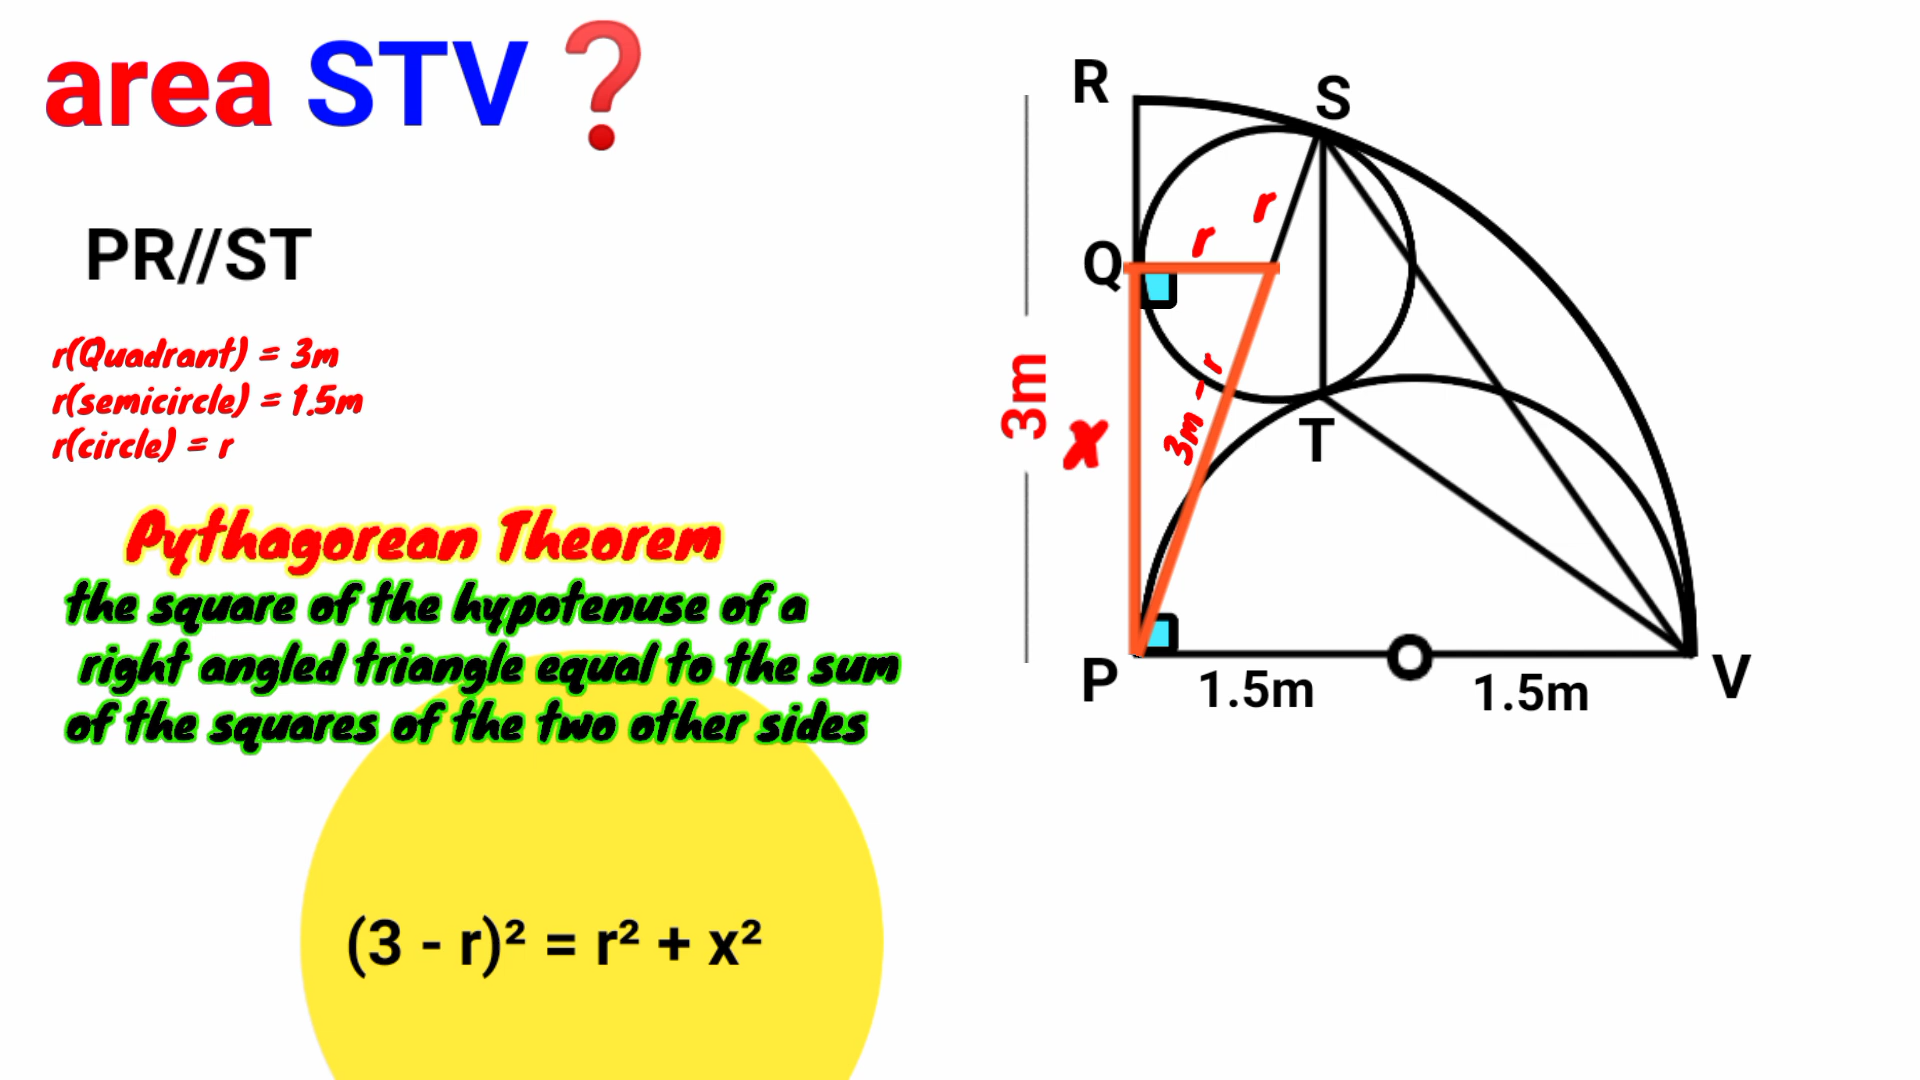 area STV❓
PR//ST
r(Quadrant) = 3m
r(semicircle) = 1.5m
r(circle) = r
Pythagorean Theorem
the square of the hypotenuse of a
right angled triangle equal to the sum
of the squares of the two other sides
(3 - r)² = r² + x²
R
S
r
r
Q
3m
x
3m - r
T
P
1.5m
1.5m
V